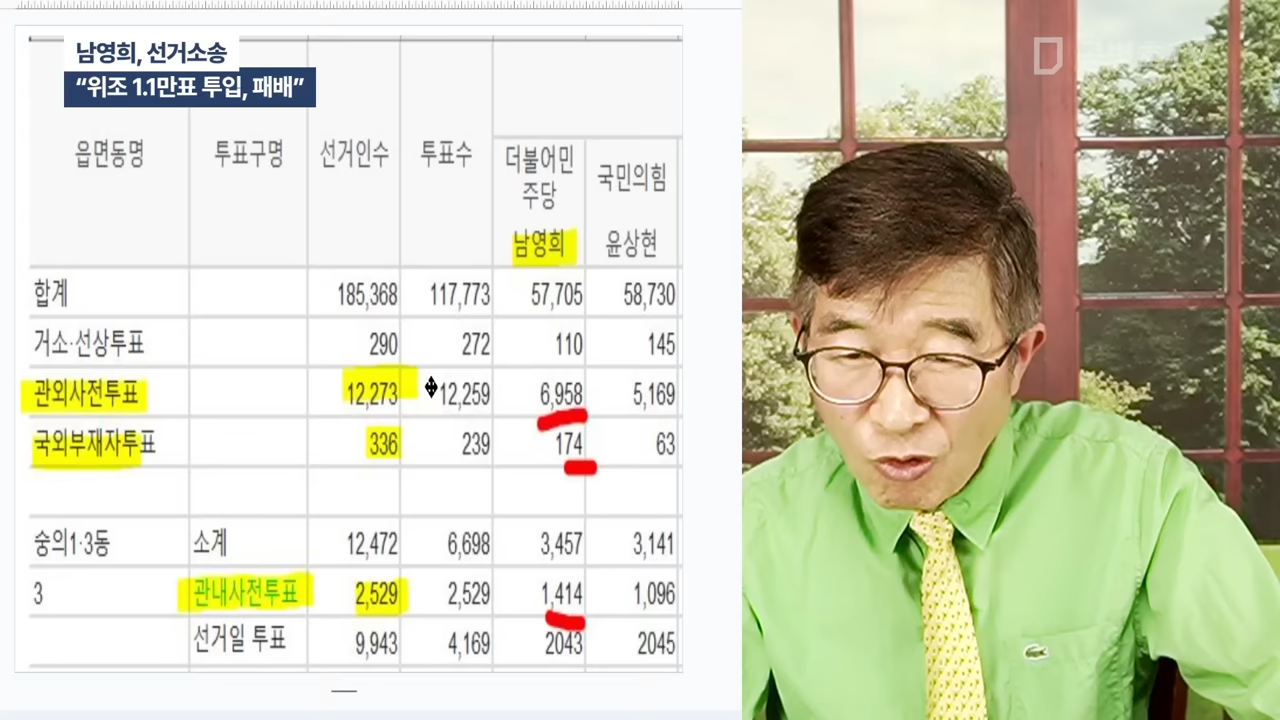 남영희, 선거소송
“위조 1.1만표 투입, 패배”
읍면동명 투표구명 선거인수 투표수 더불어민 국민의힘
주당
남영희 윤상현
합계 185,368 117,773 57,705 58,730
거소·선상투표 290 272 110 145
관외사전투표 12,273 12,259 6,958 5,169
국외부재자투표 336 239 174 63
숭의1·3동 소계 12,472 6,698 3,457 3,141
3 관내사전투표 2,529 2,529 1,414 1,096
선거일 투표 9,943 4,169 2043 2045